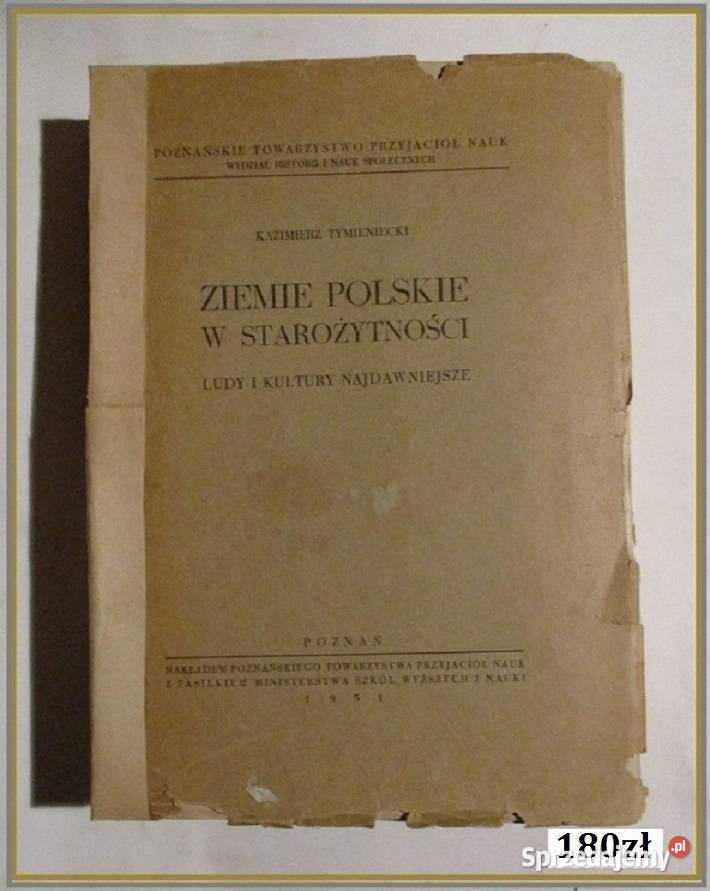 POZNAŃSKIE TOWARZYSTWO PRZYJACIÓŁ NAUK
WYDZIAŁ HISTORII I NAUK SPOŁECZNYCH
KAZIMIERZ TYMIENIECKI
ZIEMIE POLSKIE
W STAROŻYTNOŚCI
LUDY I KULTURY NAJDAWNIEJSZE
POZNAŃ
NAKŁADEM POZNAŃSKIEGO TOWARZYSTWA PRZYJACIÓŁ NAUK
Z ZASIŁKIEM MINISTERSTWA SZKÓŁ WYŻSZYCH I NAUKI
1951
180zł
Sprzedajemy.pl